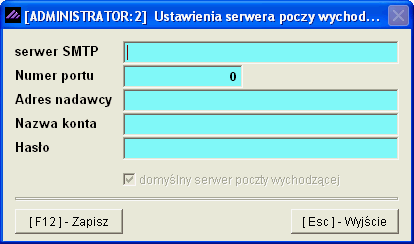 [ADMINISTRATOR:2] Ustawienia serwera poczy wychod...
serwer SMTP
Numer portu 0
Adres nadawcy
Nazwa konta
Hasło
domyślny serwer poczty wychodzącej
[F12] - Zapisz [Esc] - Wyjście